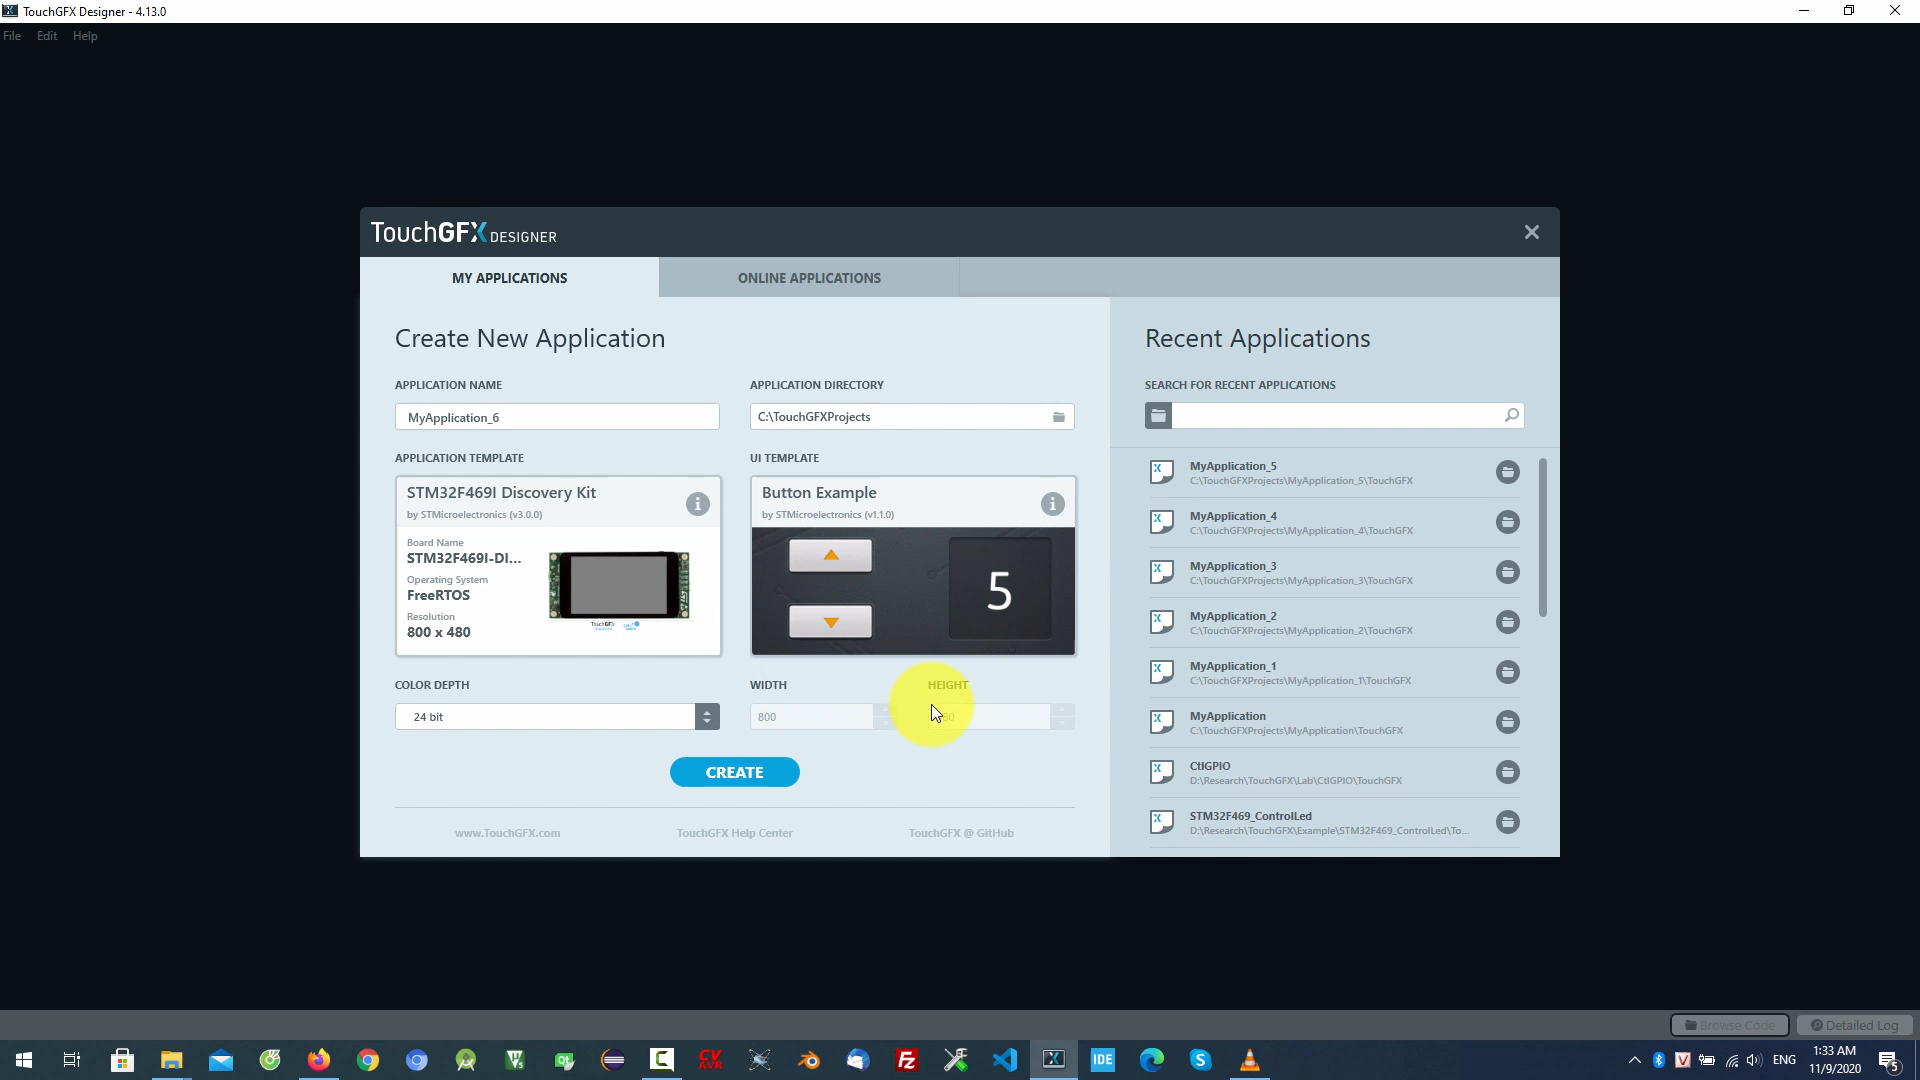 TouchGFX Designer - 4.13.0
File Edit Help
TouchGFX DESIGNER
MY APPLICATIONS
ONLINE APPLICATIONS
Create New Application
APPLICATION NAME
APPLICATION DIRECTORY
MyApplication_6
C:\TouchGFXProjects
APPLICATION TEMPLATE
UI TEMPLATE
STM32F469I Discovery Kit
by STMicroelectronics (v3.0.0)
Board Name
STM32F469I-DI...
Operating System
FreeRTOS
Resolution
800 x 480
Button Example
by STMicroelectronics (v1.1.0)
5
COLOR DEPTH
WIDTH
HEIGHT
24 bit
800
CREATE
www.TouchGFX.com
TouchGFX Help Center
TouchGFX @ GitHub
Recent Applications
SEARCH FOR RECENT APPLICATIONS
MyApplication_5
C:\TouchGFXProjects\MyApplication_5\TouchGFX
MyApplication_4
C:\TouchGFXProjects\MyApplication_4\TouchGFX
MyApplication_3
C:\TouchGFXProjects\MyApplication_3\TouchGFX
MyApplication_2
C:\TouchGFXProjects\MyApplication_2\TouchGFX
MyApplication_1
C:\TouchGFXProjects\MyApplication_1\TouchGFX
MyApplication
C:\TouchGFXProjects\MyApplication\TouchGFX
CtlGPIO
D:\Research\TouchGFX\Lab\CtlGPIO\TouchGFX
STM32F469_ControlLed
D:\Research\TouchGFX\Example\STM32F469_ControlLed\To...
Browse Code
Detailed Log
CV
AVR
IDE
ENG
1:33 AM
11/9/2020
5